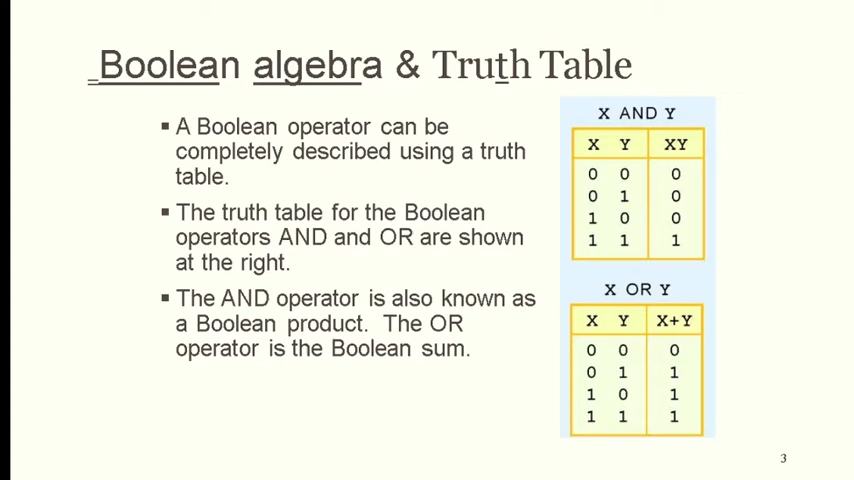 Boolean algebra & Truth Table
▪ A Boolean operator can be
completely described using a truth
table.
▪ The truth table for the Boolean
operators AND and OR are shown
at the right.
▪ The AND operator is also known as
a Boolean product. The OR
operator is the Boolean sum.
X AND Y
X Y XY
0 0 0
0 1 0
1 0 0
1 1 1
X OR Y
X Y X+Y
0 0 0
0 1 1
1 0 1
1 1 1
3